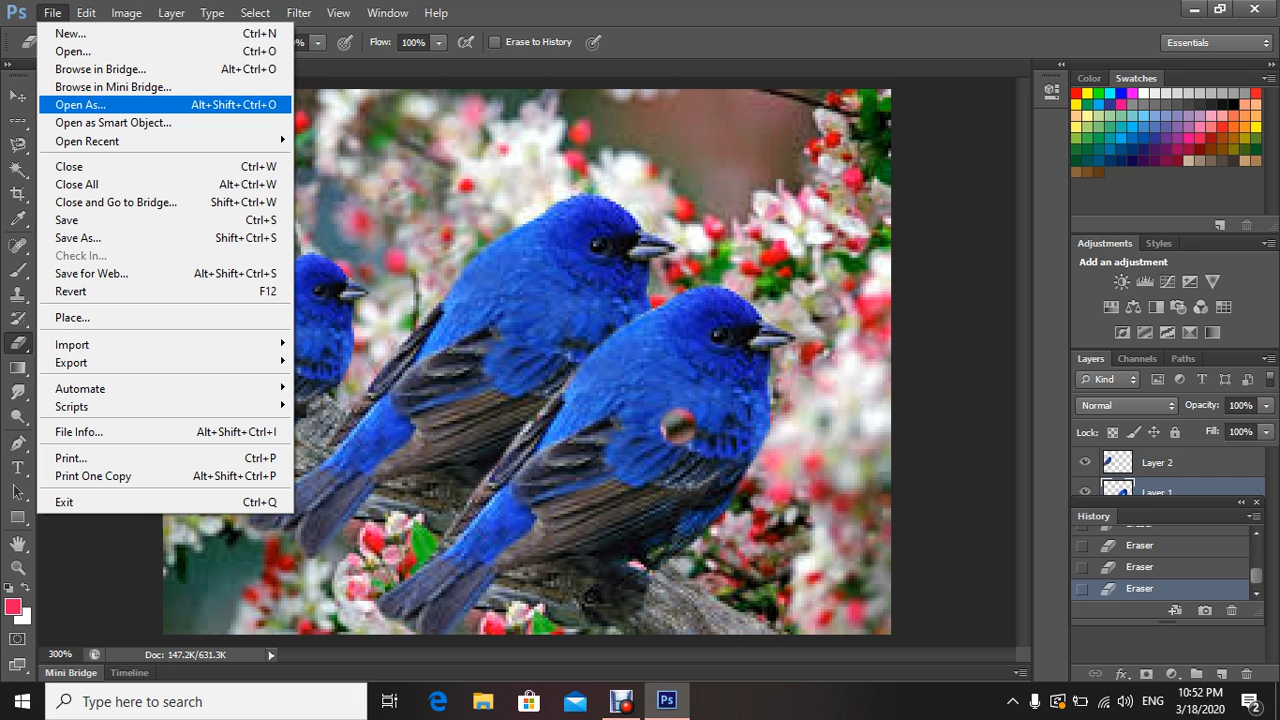 Ps File Edit Image Layer Type Select Filter View Window Help
% Flow: 100% Erase to History Essentials
New... Ctrl+N
Open... Ctrl+O
Browse in Bridge... Alt+Ctrl+O
Browse in Mini Bridge...
Open As... Alt+Shift+Ctrl+O
Open as Smart Object...
Open Recent
Close Ctrl+W
Close All Alt+Ctrl+W
Close and Go to Bridge... Shift+Ctrl+W
Save Ctrl+S
Save As... Shift+Ctrl+S
Check In...
Save for Web... Alt+Shift+Ctrl+S
Revert F12
Place...
Import
Export
Automate
Scripts
File Info... Alt+Shift+Ctrl+I
Print... Ctrl+P
Print One Copy Alt+Shift+Ctrl+P
Exit Ctrl+Q
Color Swatches
Adjustments Styles
Add an adjustment
Layers Channels Paths
Kind
Normal Opacity: 100%
Lock: Fill: 100%
Layer 2
Layer 1
History
Eraser
Eraser
Eraser
Eraser
300% Doc: 147.2K/631.3K
Mini Bridge Timeline
Type here to search
Ps
ENG
10:52 PM
3/18/2020
2